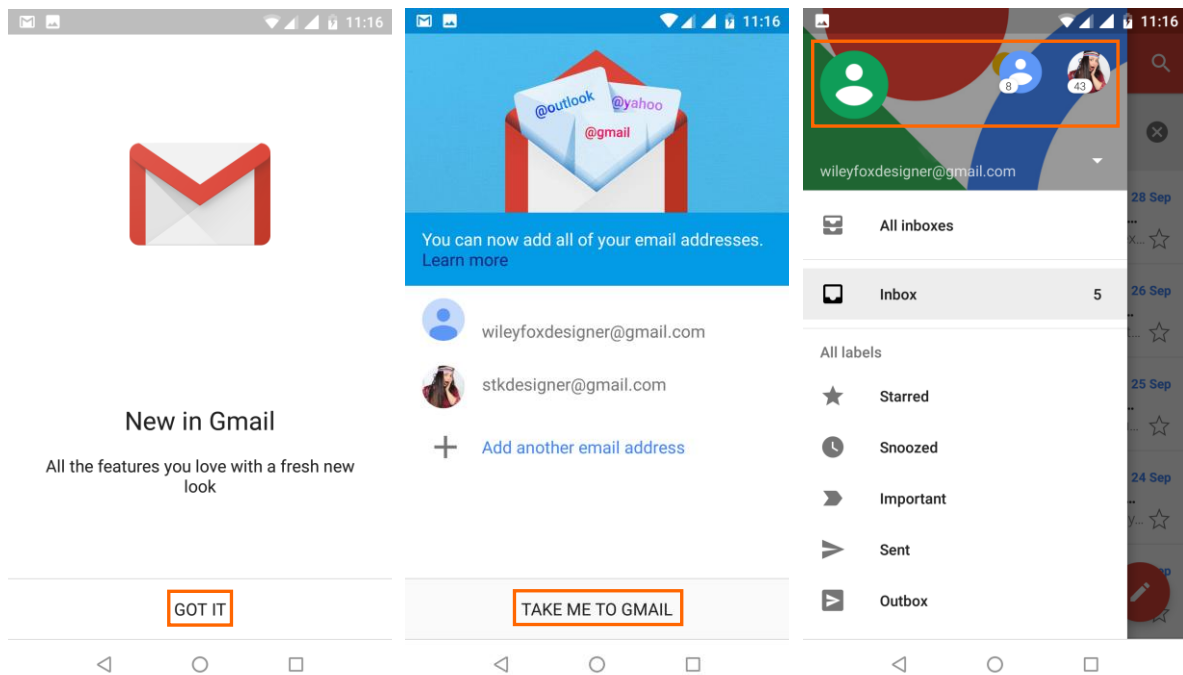 11:16
New in Gmail
All the features you love with a fresh new
look
GOT IT
11:16
@outlook
@yahoo
@gmail
You can now add all of your email addresses.
Learn more
wileyfoxdesigner@gmail.com
stkdesigner@gmail.com
Add another email address
TAKE ME TO GMAIL
11:16
8
43
wileyfoxdesigner@gmail.com
All inboxes
Inbox 5
All labels
Starred
Snoozed
Important
Sent
Outbox
28 Sep
...
x...
26 Sep
t...
25 Sep
24 Sep
...
y...